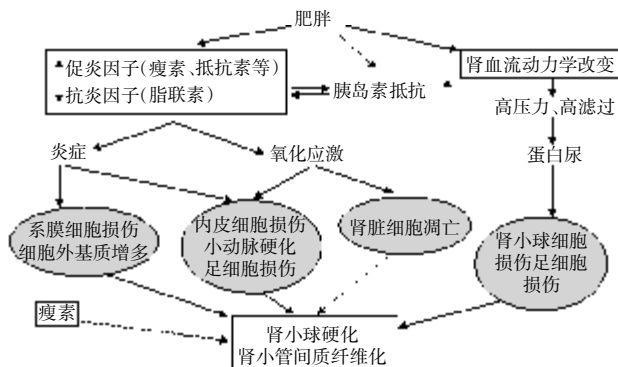 肥胖
促炎因子(瘦素、抵抗素等)
抗炎因子(脂联素)
胰岛素抵抗
肾血流动力学改变
高压力、高滤过
炎症
氧化应激
蛋白尿
系膜细胞损伤
细胞外基质增多
内皮细胞损伤
小动脉硬化
足细胞损伤
肾脏细胞凋亡
肾小球细胞
损伤足细胞
损伤
瘦素
肾小球硬化
肾小管间质纤维化